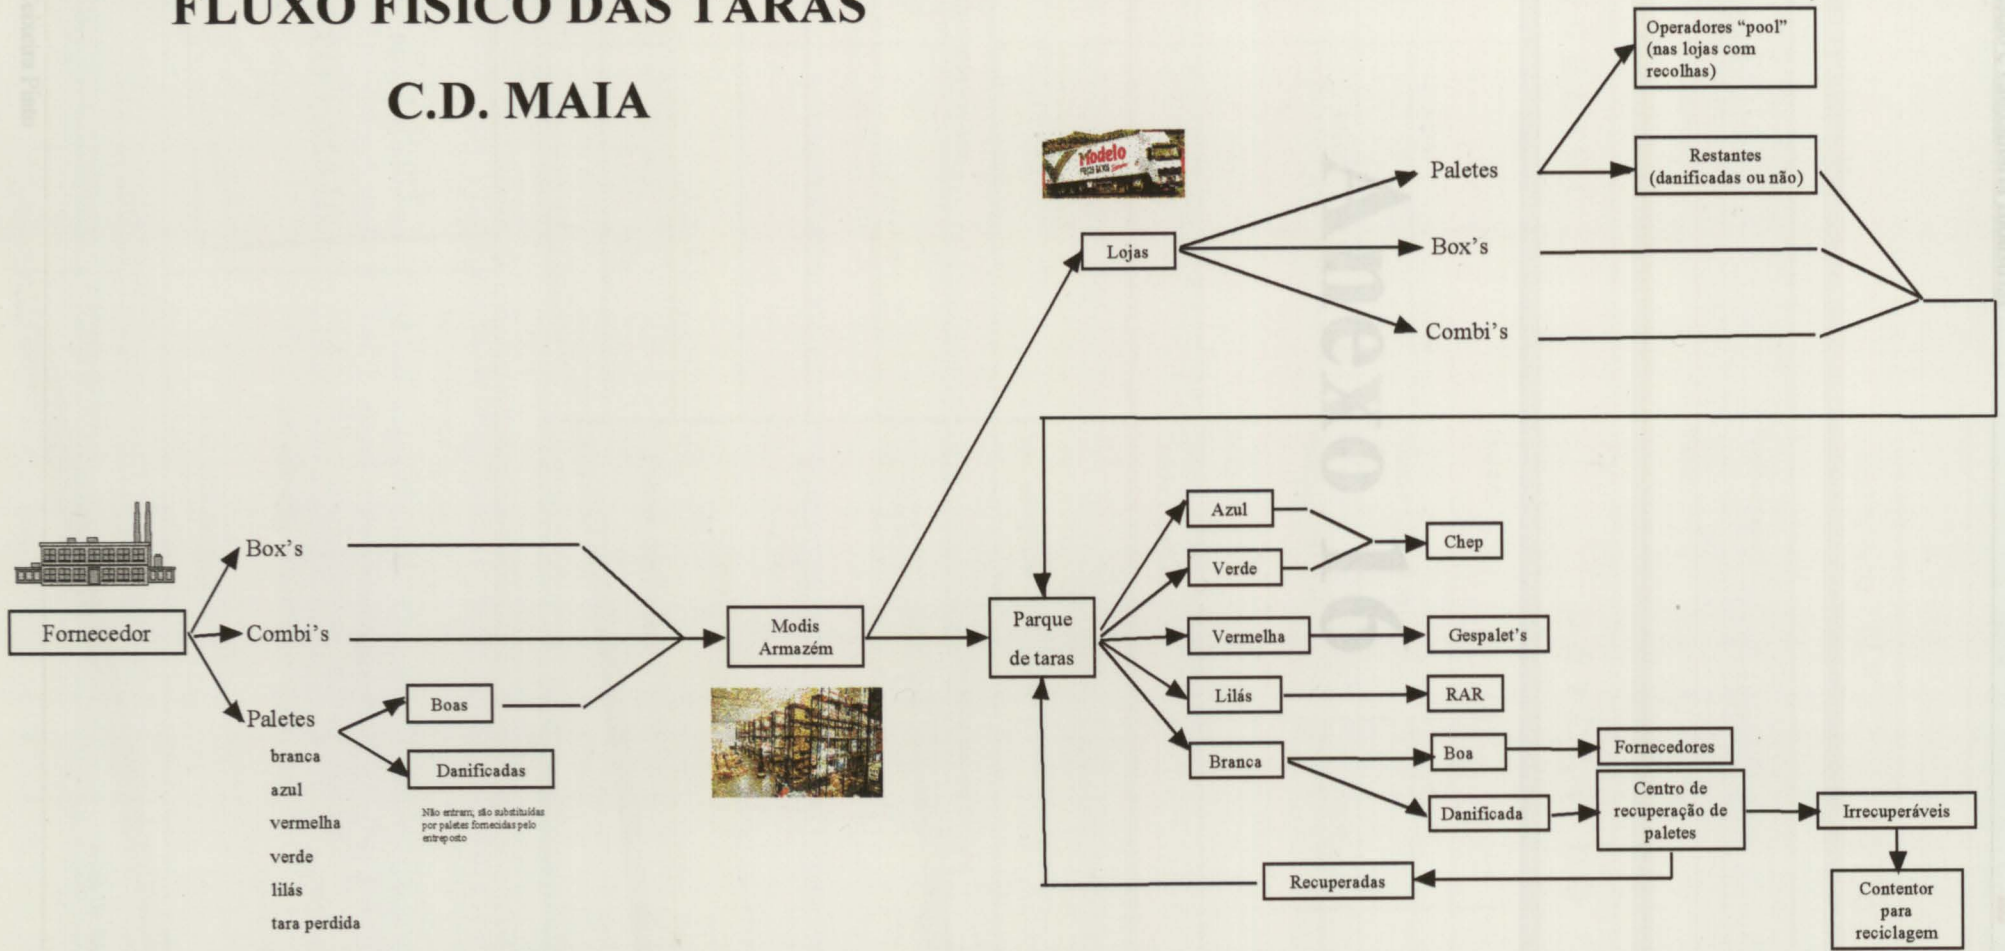 FLUXO FÍSICO DAS TARAS
C.D. MAIA
Operadores “pool”
(nas lojas com
recolhas)
Modelo
Paletes
Restantes
(danificadas ou não)
Lojas
Box's
Combi's
Anexo 16
Fornecedor
Box's
Combi's
Paletes
branca
azul
vermelha
verde
lilás
tara perdida
Boas
Danificadas
Não entram; são substituídas
por paletes fornecidas pelo
entreposto
Modis
Armazém
Parque
de taras
Azul
Verde
Chep
Vermelha
Gespalet's
Lilás
RAR
Branca
Boa
Fornecedores
Danificada
Centro de
recuperação de
paletes
Irrecuperáveis
Recuperadas
Contentor
para
reciclagem